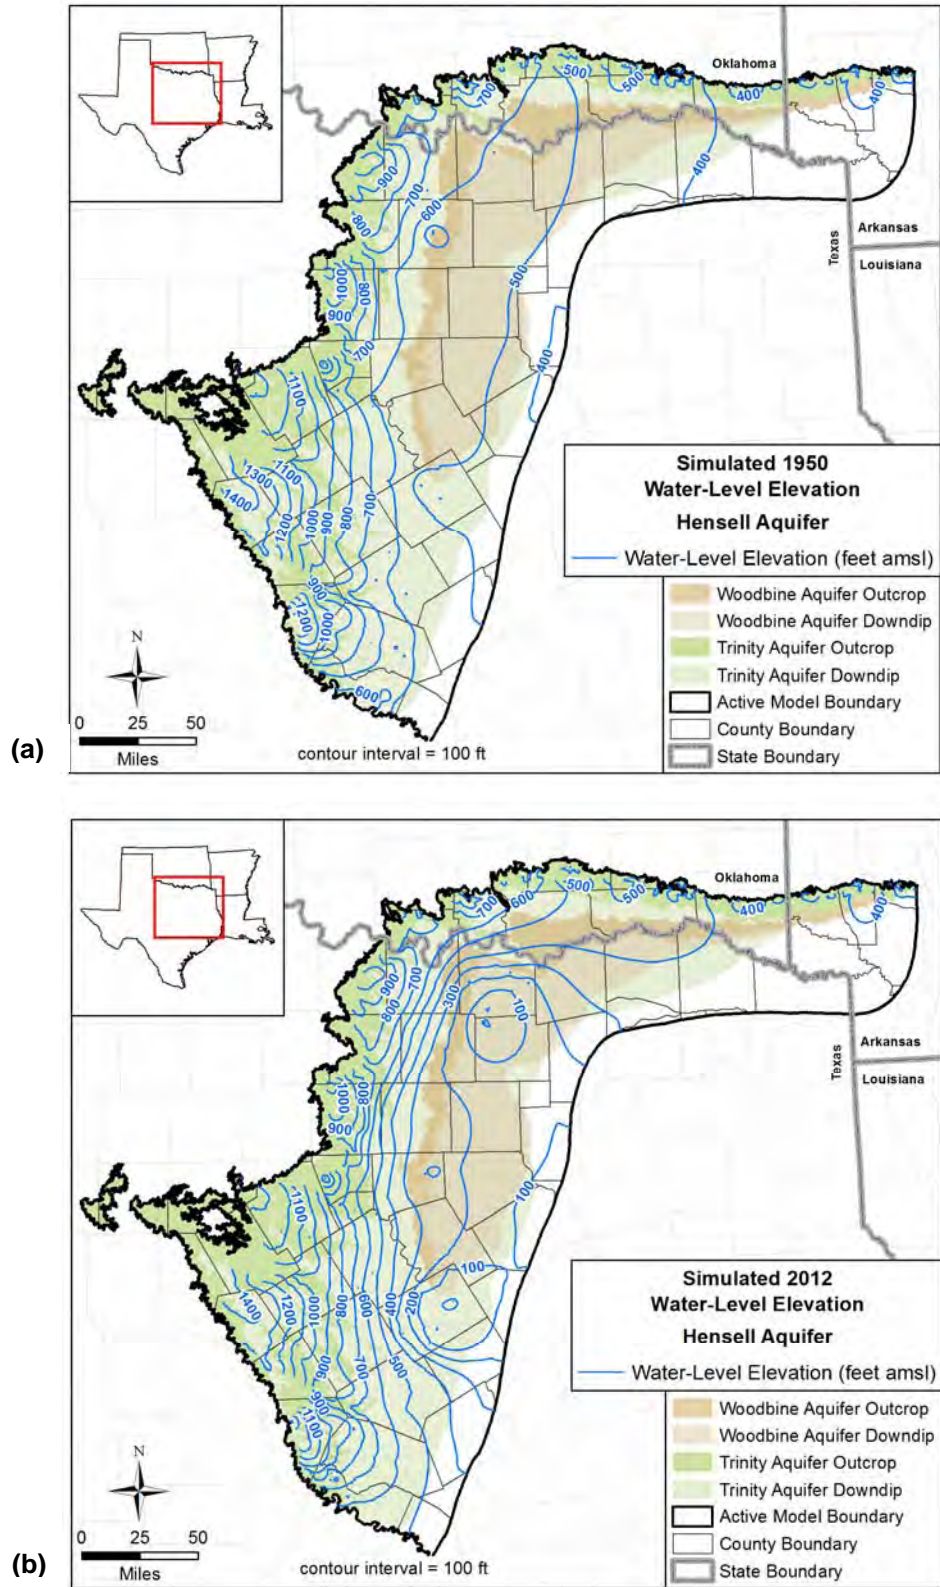 Oklahoma
Texas
Arkansas
Louisiana
700
500
500
400
400
900
700
600
400
800
500
1000
800
900
700
400
1100
1100
1300
1400
1200
1000
900
800
700
900
1200
1000
600
Simulated 1950
Water-Level Elevation
Hensell Aquifer
Water-Level Elevation (feet amsl)
Woodbine Aquifer Outcrop
Woodbine Aquifer Downdip
Trinity Aquifer Outcrop
Trinity Aquifer Downdip
Active Model Boundary
County Boundary
State Boundary
N
0 25 50
Miles
contour interval = 100 ft
(a)
Oklahoma
Texas
Arkansas
Louisiana
700
600
500
500
400
400
900
700
800
300
100
1000
800
900
1100
100
100
1400
1200
1000
800
600
400
200
900
700
500
900
1100
Simulated 2012
Water-Level Elevation
Hensell Aquifer
Water-Level Elevation (feet amsl)
Woodbine Aquifer Outcrop
Woodbine Aquifer Downdip
Trinity Aquifer Outcrop
Trinity Aquifer Downdip
Active Model Boundary
County Boundary
State Boundary
N
0 25 50
Miles
contour interval = 100 ft
(b)